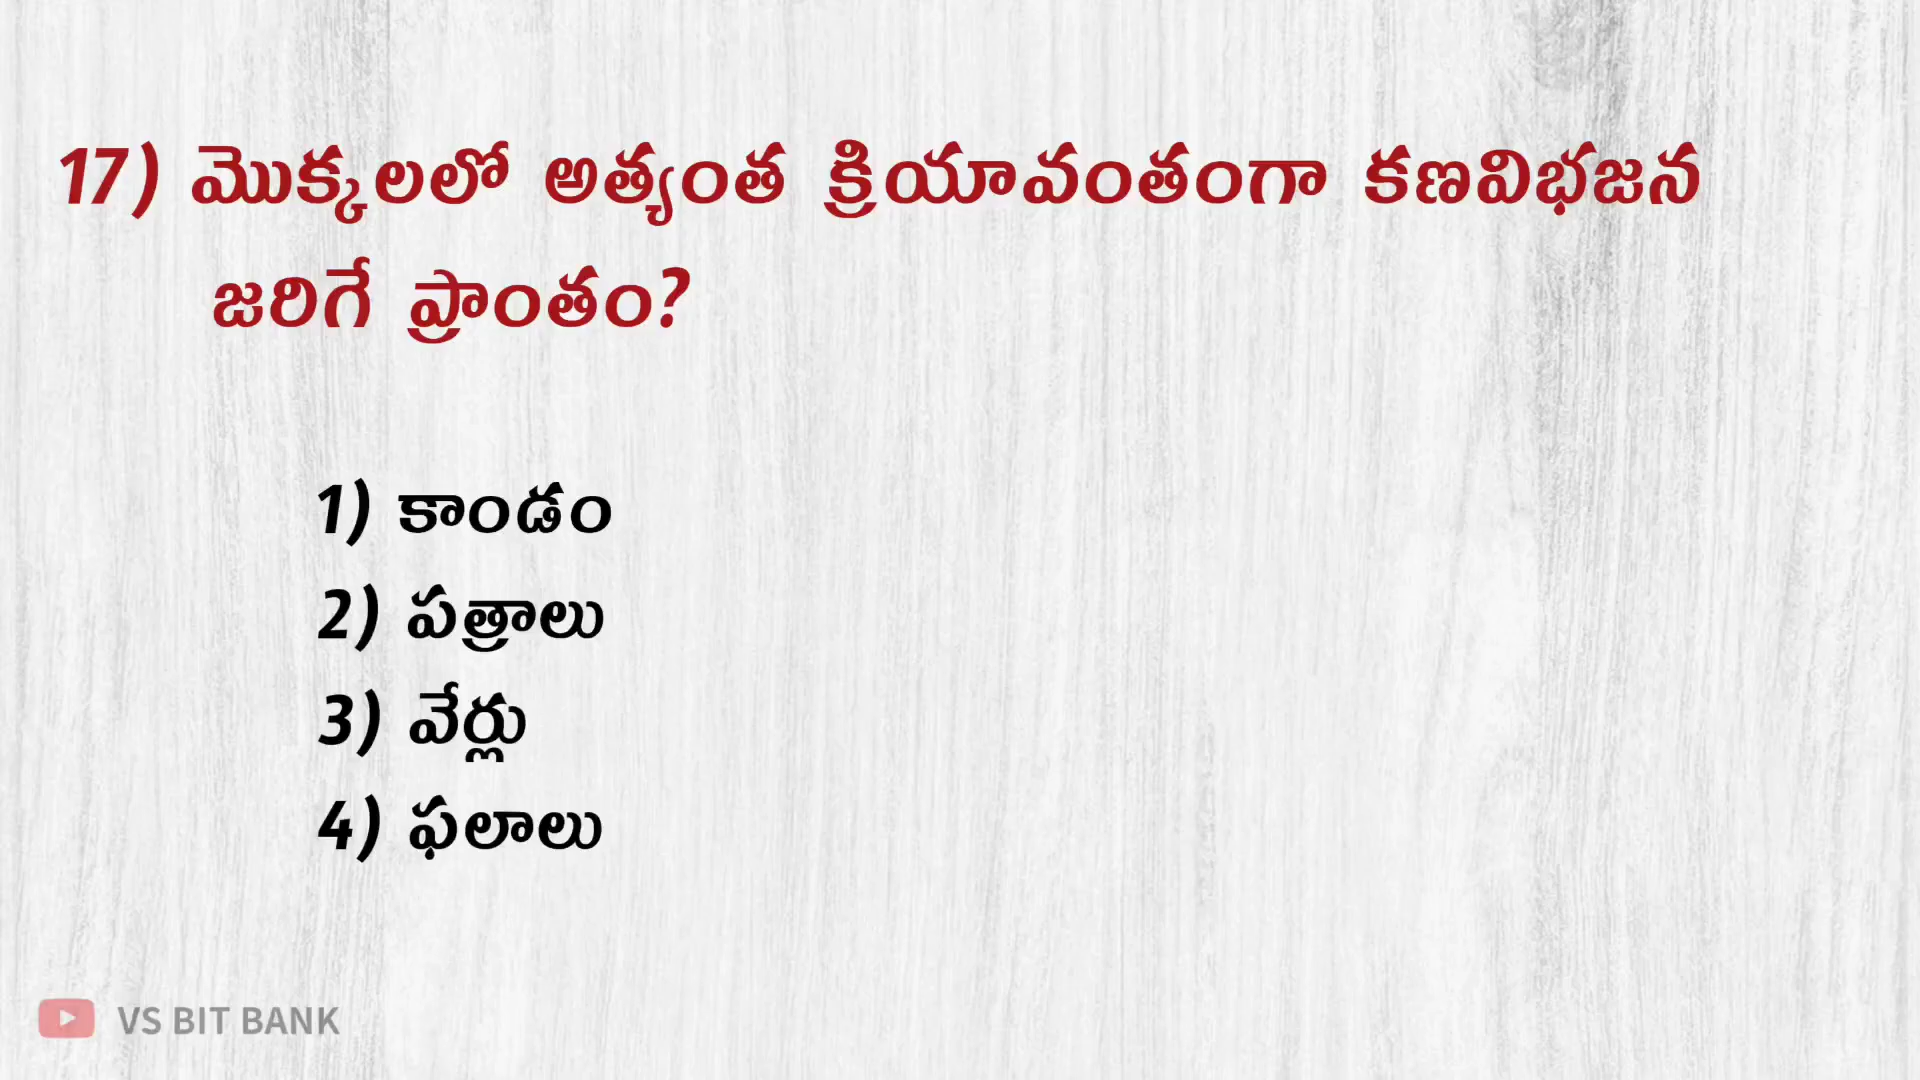 17) మొక్కలలో అత్యంత క్రియావంతంగా కణవిభజన
జరిగే ప్రాంతం?
1) కాండం
2) పత్రాలు
3) వేర్లు
4) ఫలాలు
VS BIT BANK